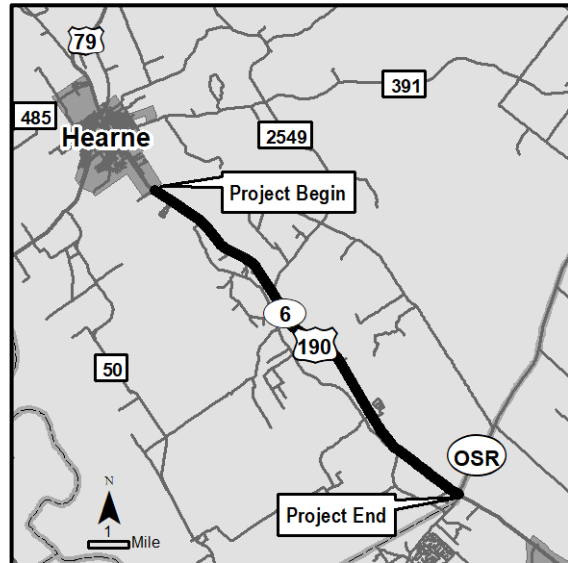 79
391
485
Hearne
2549
Project Begin
6
190
50
OSR
N
1
Mile
Project End